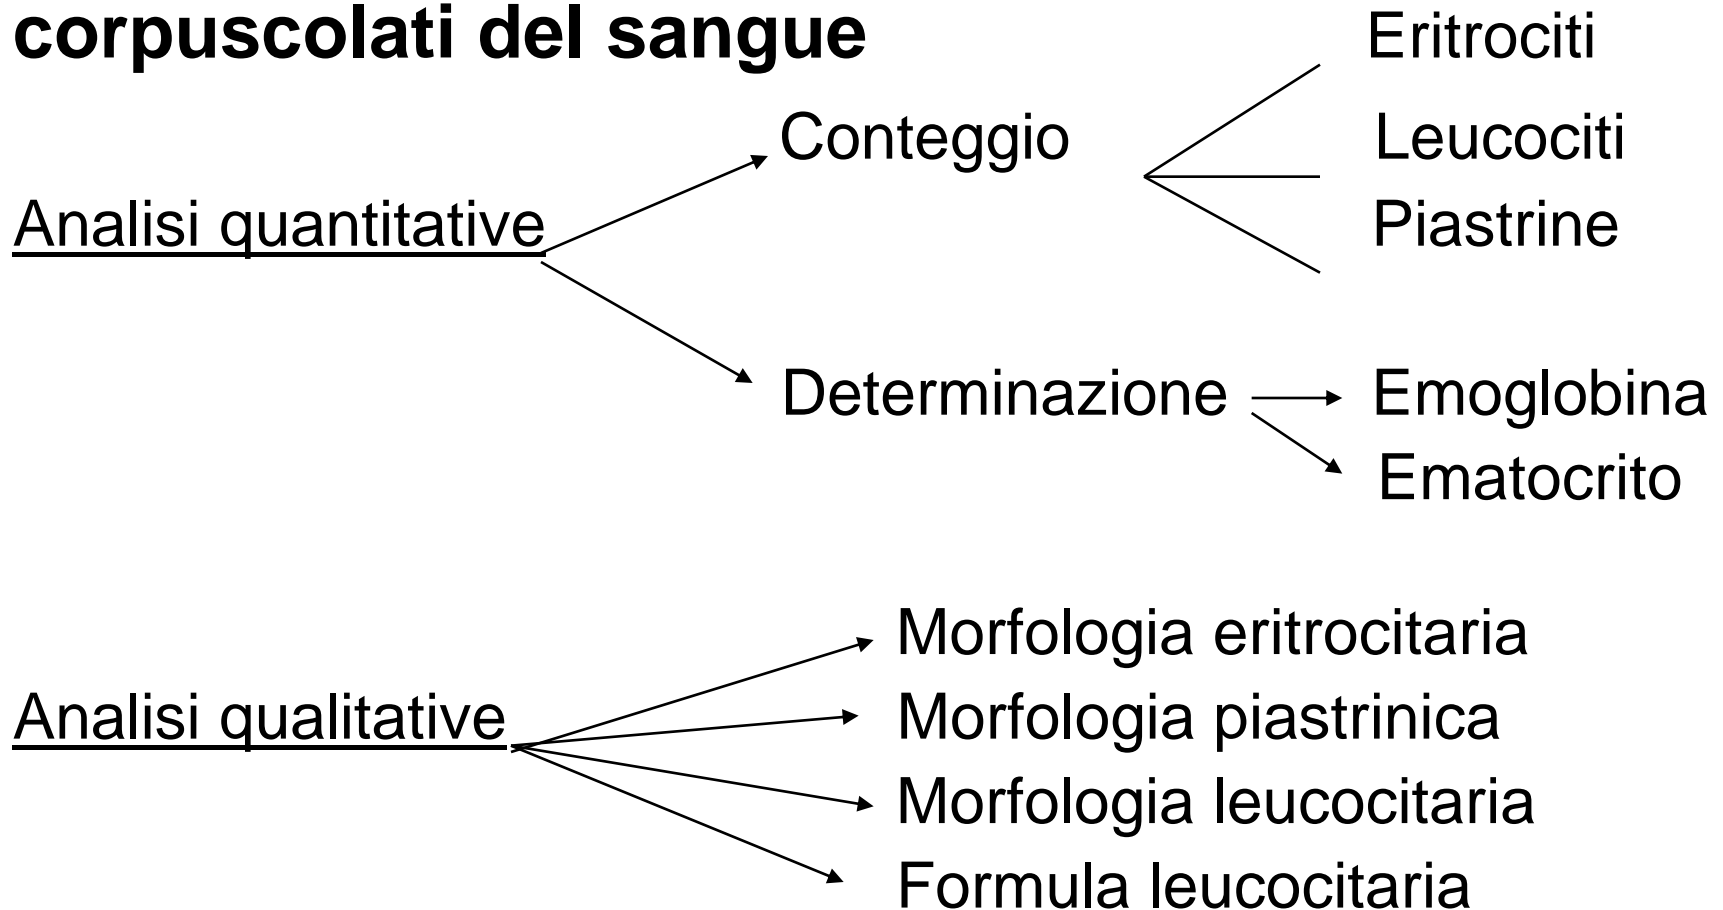 corpuscolati del sangue
Eritrociti
Conteggio
Leucociti
Analisi quantitative
Piastrine
Determinazione
Emoglobina
Ematocrito
Morfologia eritrocitaria
Analisi qualitative
Morfologia piastrinica
Morfologia leucocitaria
Formula leucocitaria